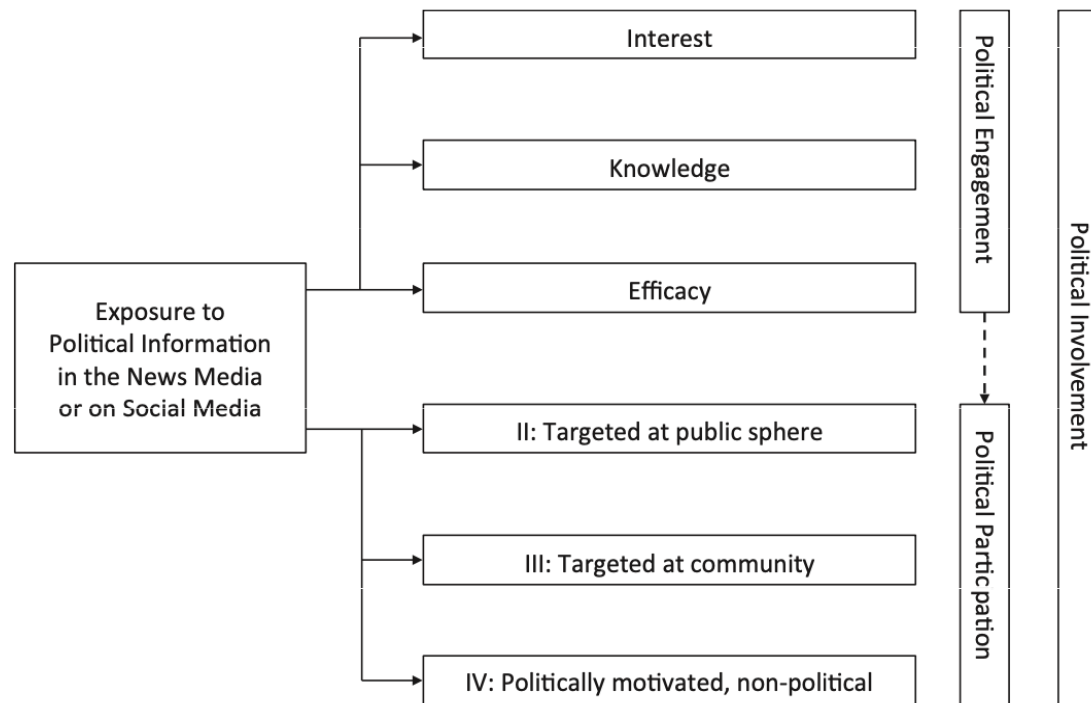 Interest
Knowledge
Efficacy
Exposure to
Political Information
in the News Media
or on Social Media
II: Targeted at public sphere
III: Targeted at community
IV: Politically motivated, non-political
Political Engagement
Political Particpation
Political Involvement